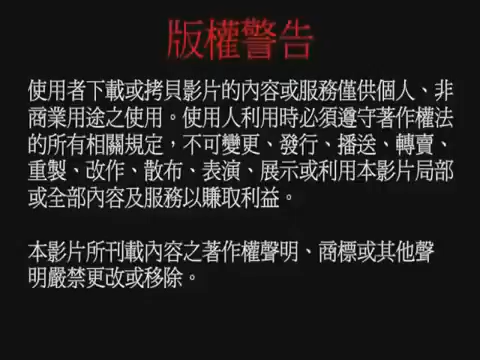 版權警告
使用者下載或拷貝影片的內容或服務僅供個人、非
商業用途之使用。使用人利用時必須遵守著作權法
的所有相關規定，不可變更、發行、播送、轉賣、
重製、改作、散布、表演、展示或利用本影片局部
或全部內容及服務以賺取利益。
本影片所刊載內容之著作權聲明、商標或其他聲
明嚴禁更改或移除。